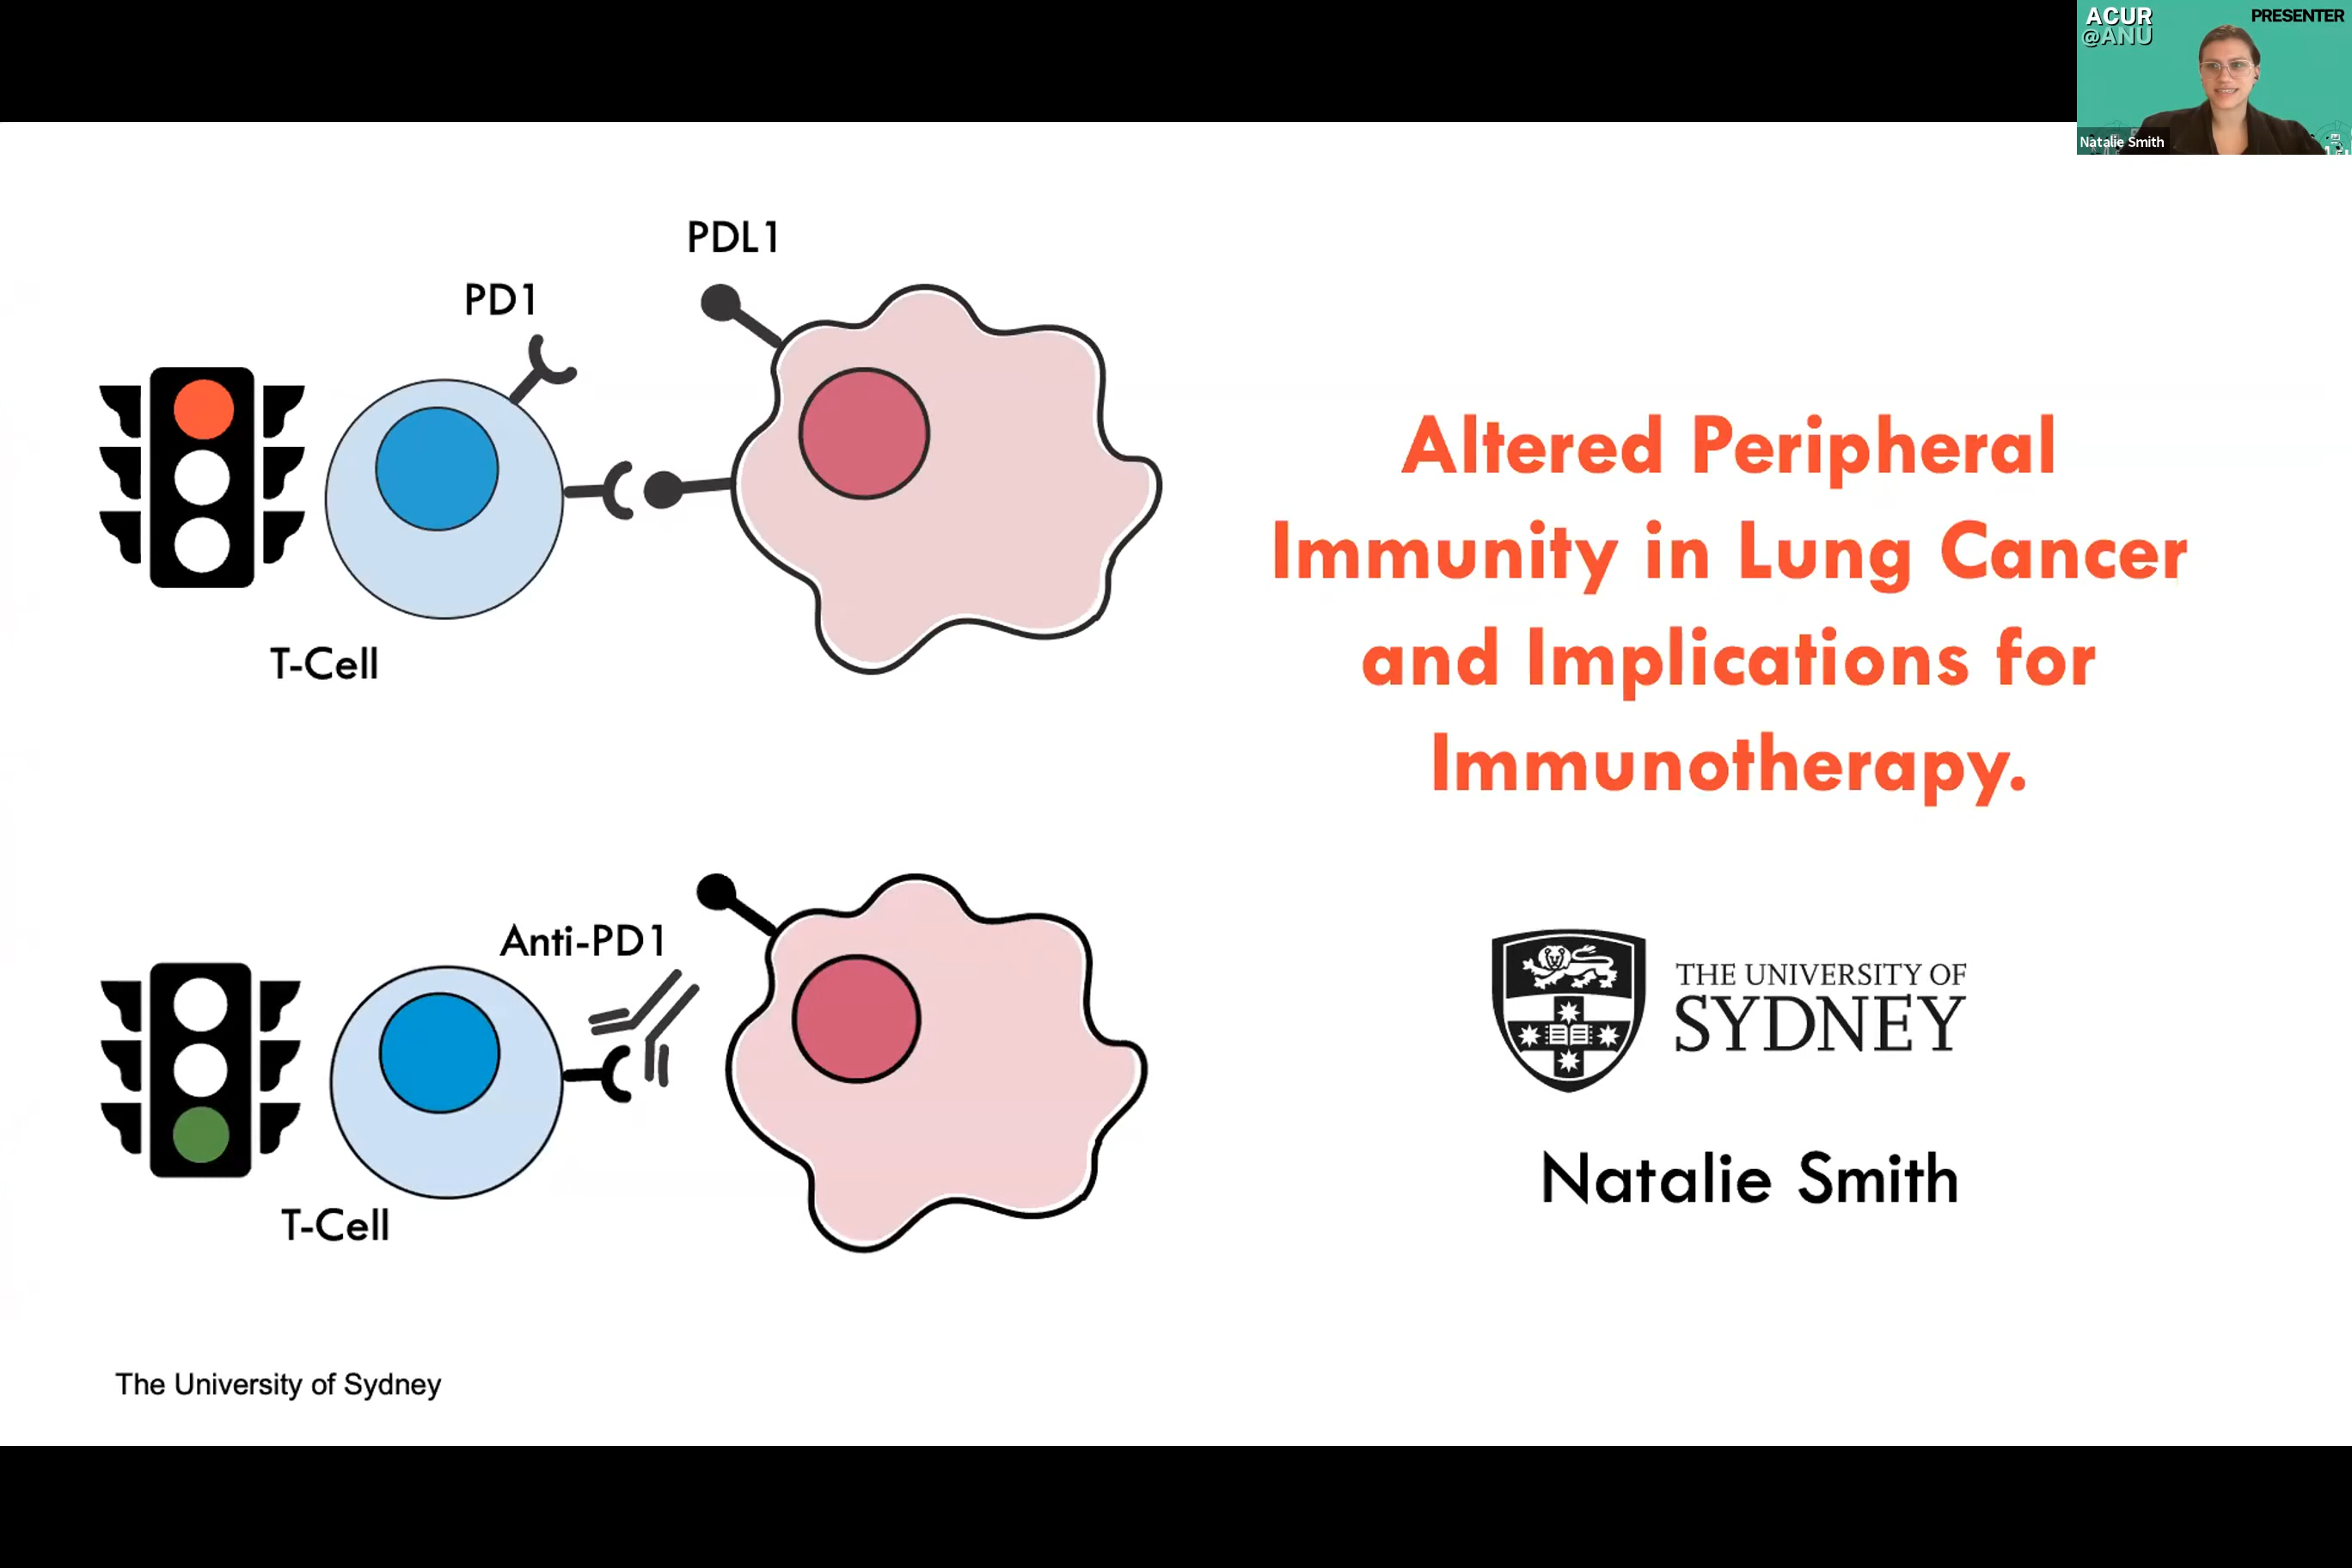 ACUR
@ANU
PRESENTER
Natalie Smith
PDL1
PD1
T-Cell
Altered Peripheral
Immunity in Lung Cancer
and Implications for
Immunotherapy.
Anti-PD1
T-Cell
THE UNIVERSITY OF
SYDNEY
Natalie Smith
The University of Sydney